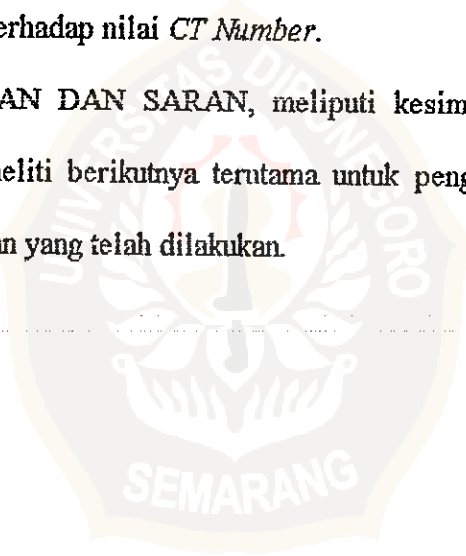 erhadap nilai CT Number.
AN DAN SARAN, meliputi kesim
eliti berikutnya terutama untuk peng
an yang telah dilakukan.
UNIVERSITAS DIPONEGORO
SEMARANG